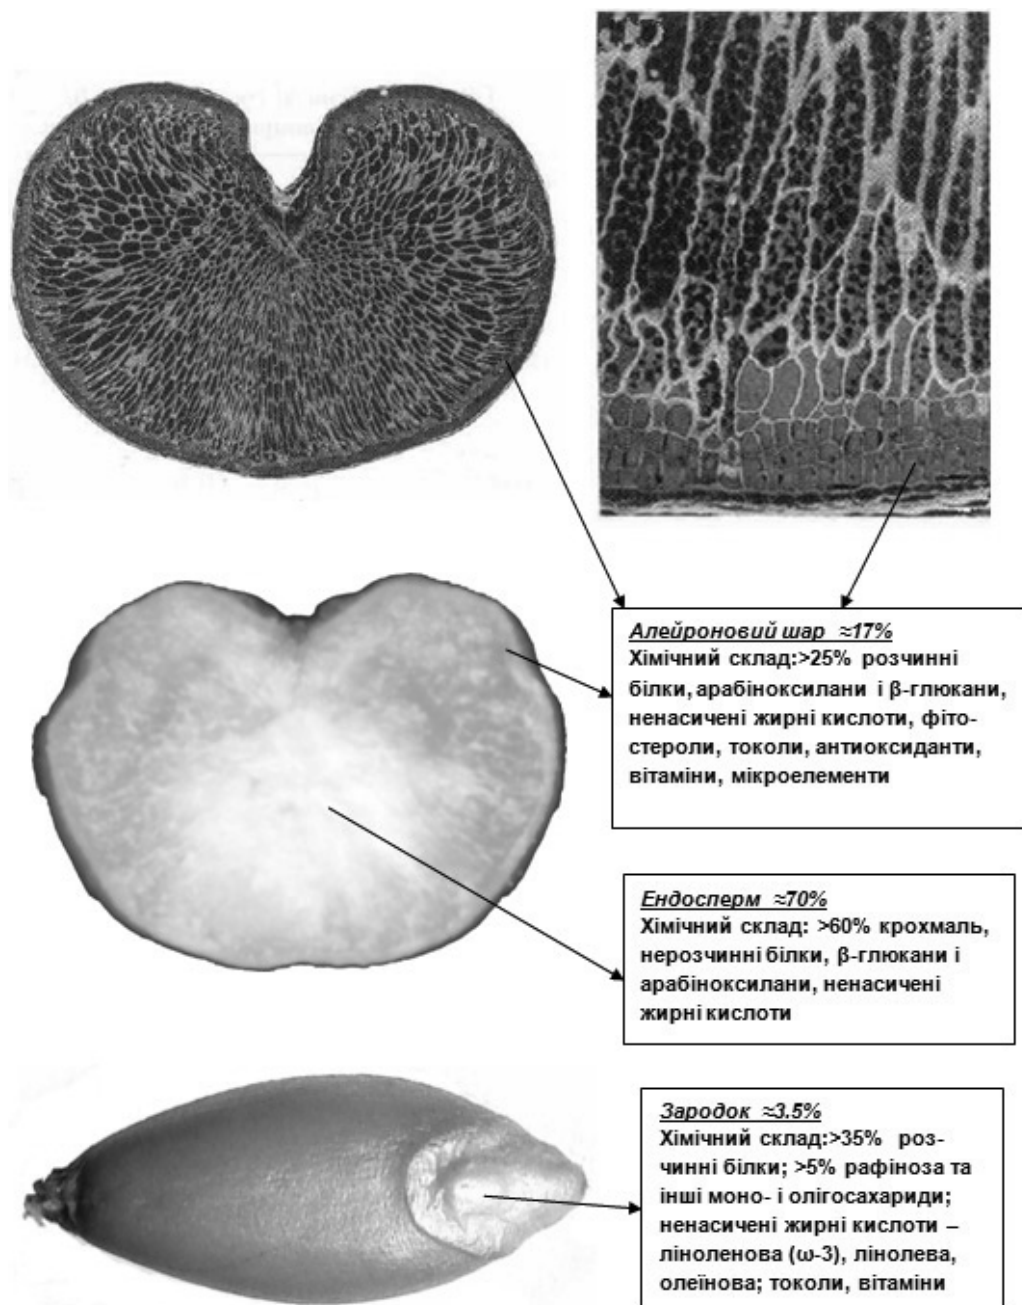 Алейроновий шар ≈17%
Хімічний склад:>25% розчинні
білки, арабіноксилани і β-глюкани,
ненасичені жирні кислоти, фіто-
стероли, токоли, антиоксиданти,
вітаміни, мікроелементи
Ендосперм ≈70%
Хімічний склад: >60% крохмаль,
нерозчинні білки, β-глюкани і
арабіноксилани, ненасичені
жирні кислоти
Зародок ≈3.5%
Хімічний склад:>35% роз-
чинні білки; >5% рафіноза та
інші моно- і олігосахариди;
ненасичені жирні кислоти –
ліноленова (ω-3), лінолева,
олеїнова; токоли, вітаміни